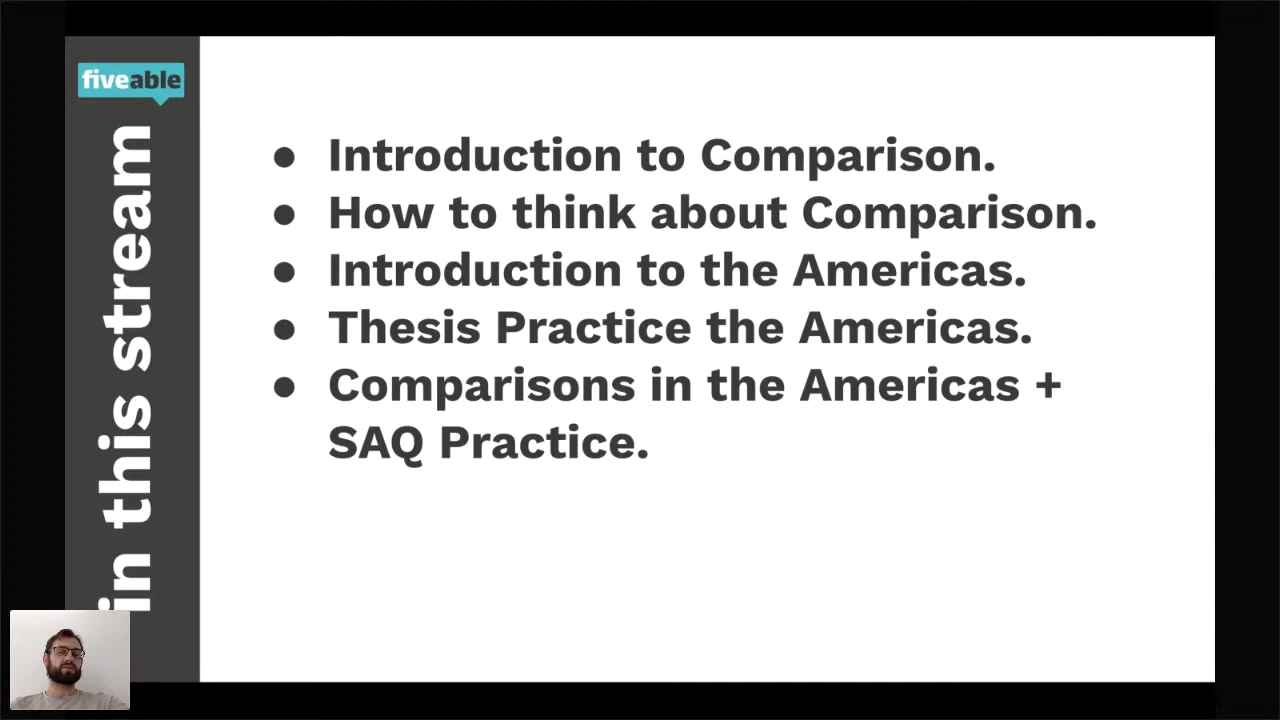 fiveable
in this stream
● Introduction to Comparison.
● How to think about Comparison.
● Introduction to the Americas.
● Thesis Practice the Americas.
● Comparisons in the Americas +
SAQ Practice.